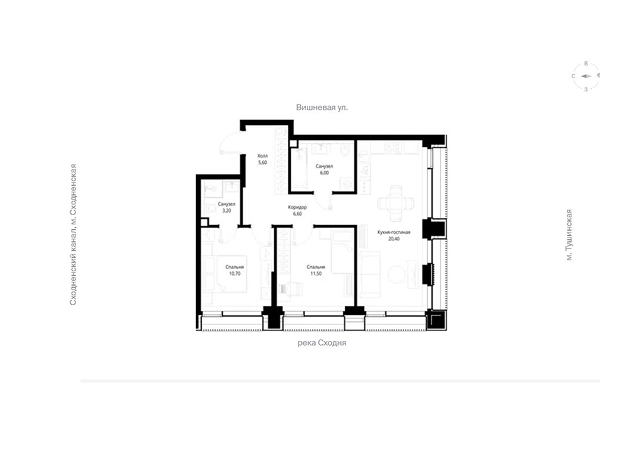 В
С
З
Вишневая ул.
Холл
5,60
Санузел
6,00
Санузел
3,20
Коридор
6,60
Кухня-гостиная
20,40
Спальня
10,70
Спальня
11,50
Сходненский канал, м. Сходненская
м. Тушинская
река Сходня